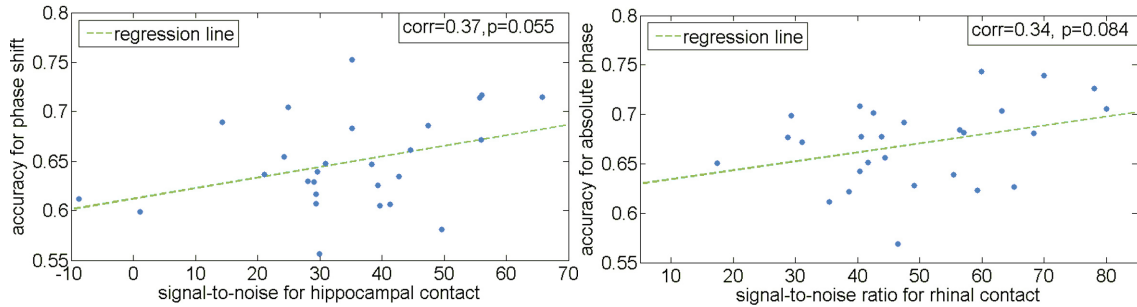 0.8
0.75
0.7
0.65
0.6
0.55
accuracy for phase shift
regression line
corr=0.37,p=0.055
-10 0 10 20 30 40 50 60 70
signal-to-noise for hippocampal contact
0.8
0.75
0.7
0.65
0.6
0.55
accuracy for absolute phase
regression line
corr=0.34, p=0.084
10 20 30 40 50 60 70 80
signal-to-noise ratio for rhinal contact